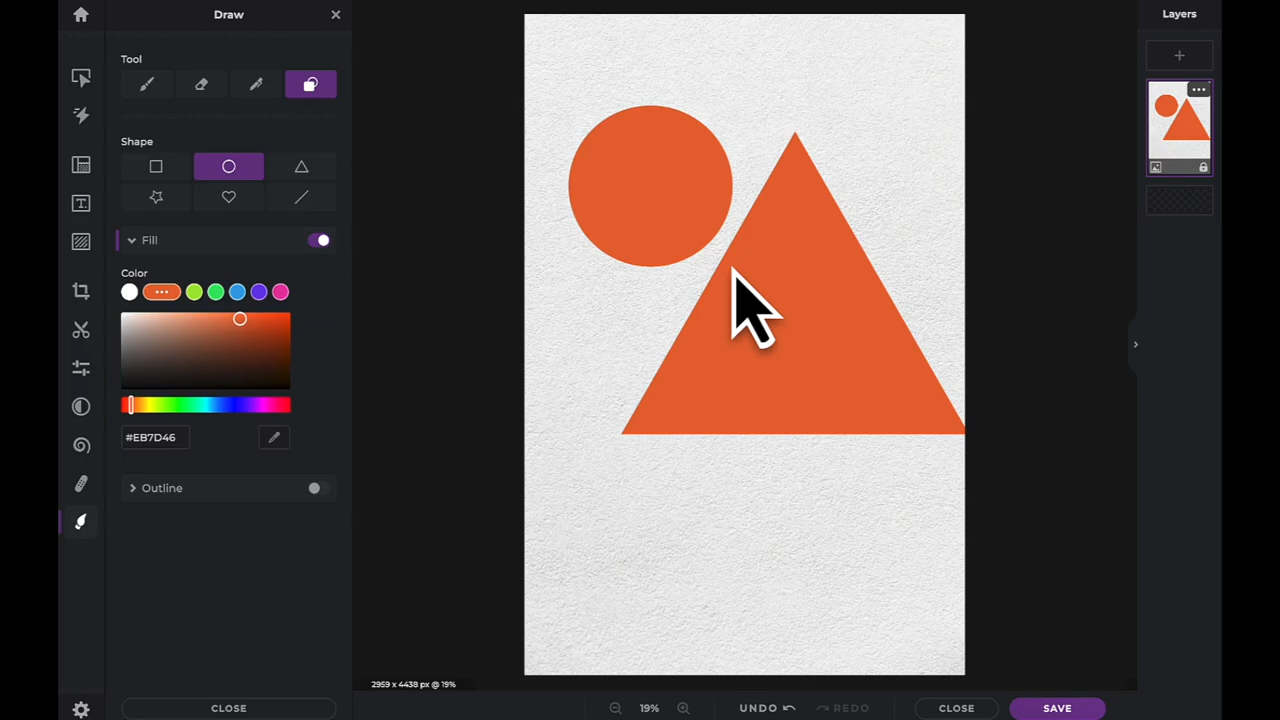 Draw
Tool
Shape
Fill
Color
#EB7D46
Outline
CLOSE
2959 x 4438 px @ 19%
19%
UNDO
REDO
CLOSE
SAVE
Layers